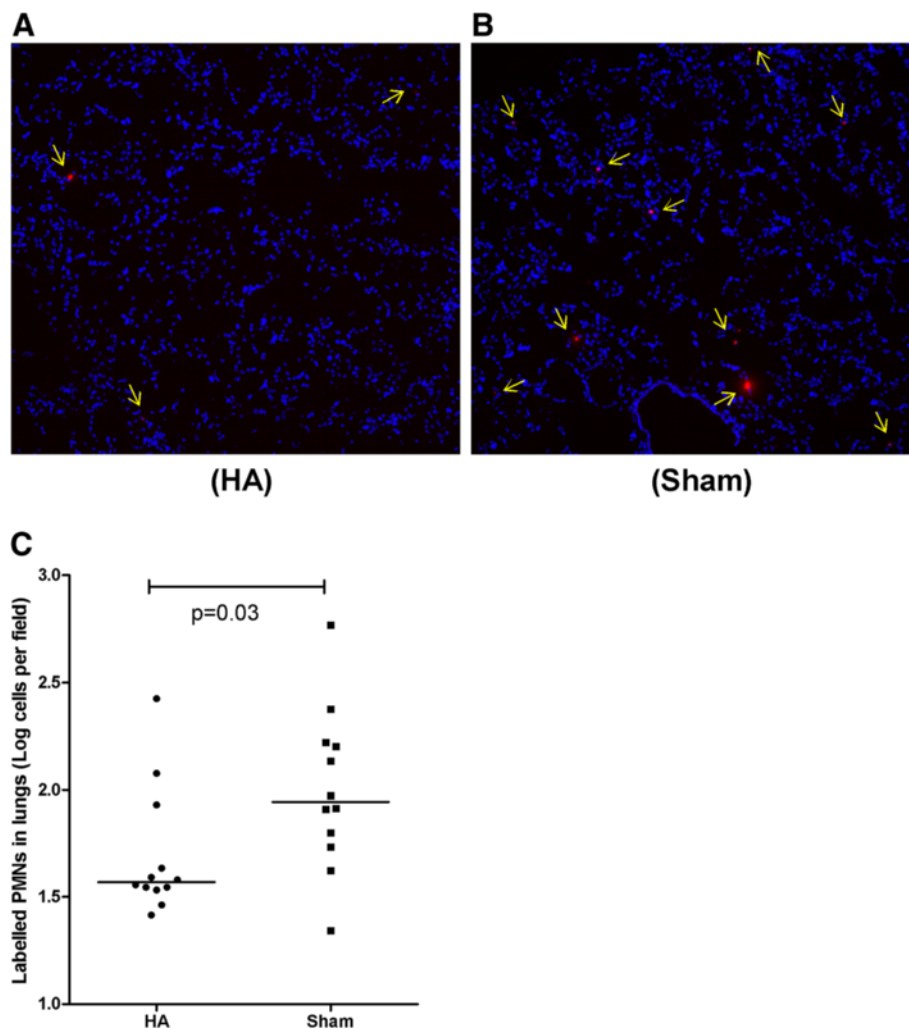 A
B
(HA)
(Sham)
C
Labelled PMNs in lungs (Log cells per field)
3.0
2.5
2.0
1.5
1.0
p=0.03
HA
Sham